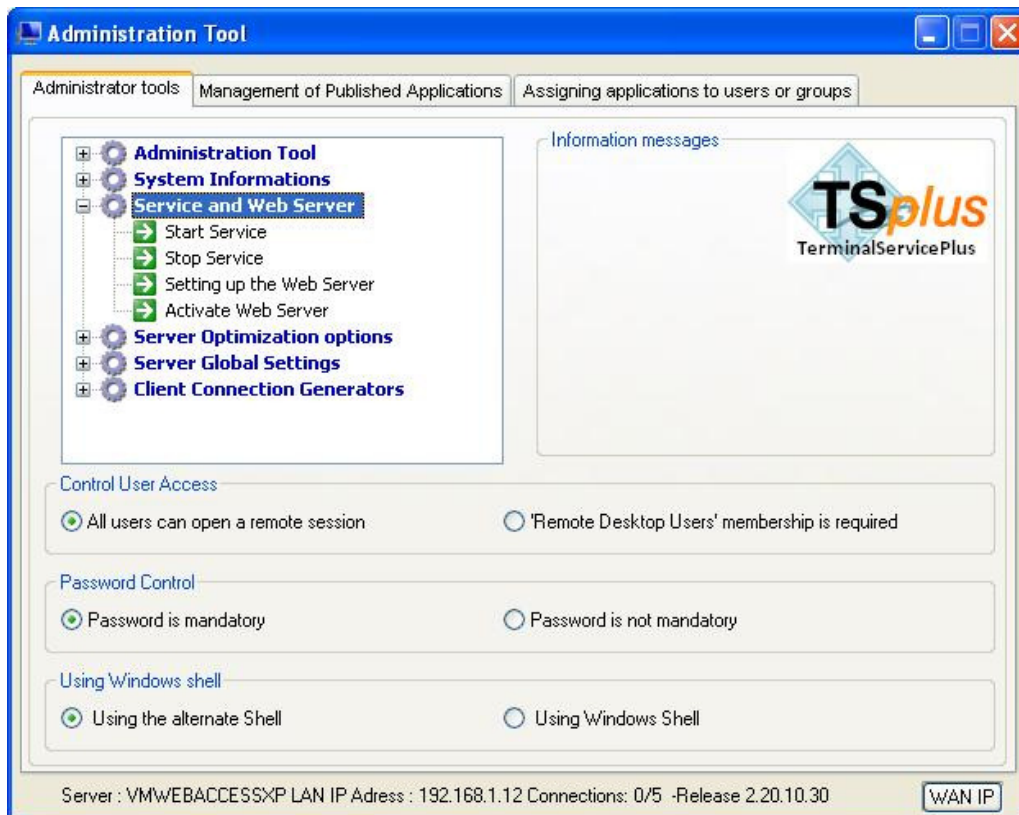 Administration Tool
Administrator tools
Management of Published Applications
Assigning applications to users or groups
Administration Tool
System Informations
Service and Web Server
Start Service
Stop Service
Setting up the Web Server
Activate Web Server
Server Optimization options
Server Global Settings
Client Connection Generators
Information messages
TSplus
TerminalServicePlus
Control User Access
All users can open a remote session
'Remote Desktop Users' membership is required
Password Control
Password is mandatory
Password is not mandatory
Using Windows shell
Using the alternate Shell
Using Windows Shell
Server : VMWEBACCESSXP LAN IP Adress : 192.168.1.12 Connections: 0/5 -Release 2.20.10.30
WAN IP